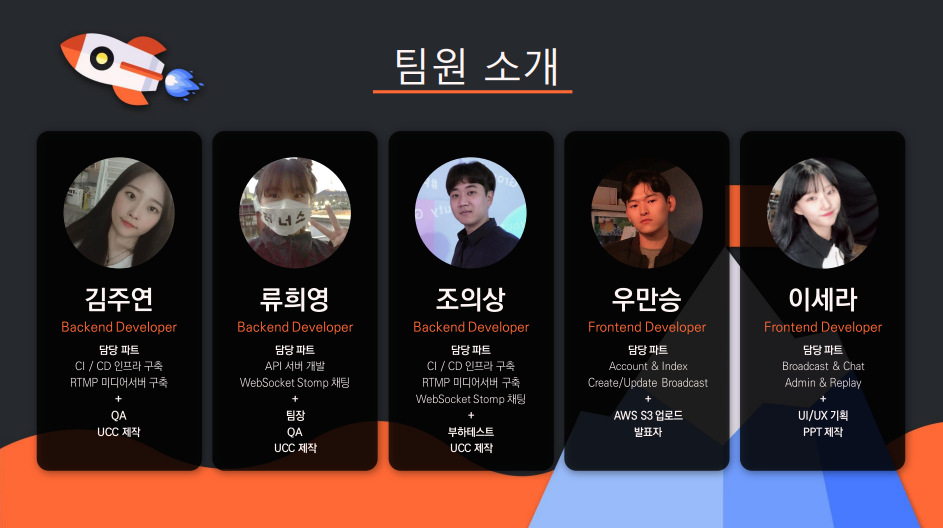 팀원 소개
김주연
Backend Developer
담당 파트
CI / CD 인프라 구축
RTMP 미디어서버 구축
+
QA
UCC 제작
류희영
Backend Developer
담당 파트
API 서버 개발
WebSocket Stomp 채팅
+
팀장
QA
UCC 제작
조의상
Backend Developer
담당 파트
CI / CD 인프라 구축
RTMP 미디어서버 구축
WebSocket Stomp 채팅
+
부하테스트
UCC 제작
우만승
Frontend Developer
담당 파트
Account & Index
Create/Update Broadcast
+
AWS S3 업로드
발표자
이세라
Frontend Developer
담당 파트
Broadcast & Chat
Admin & Replay
+
UI/UX 기획
PPT 제작